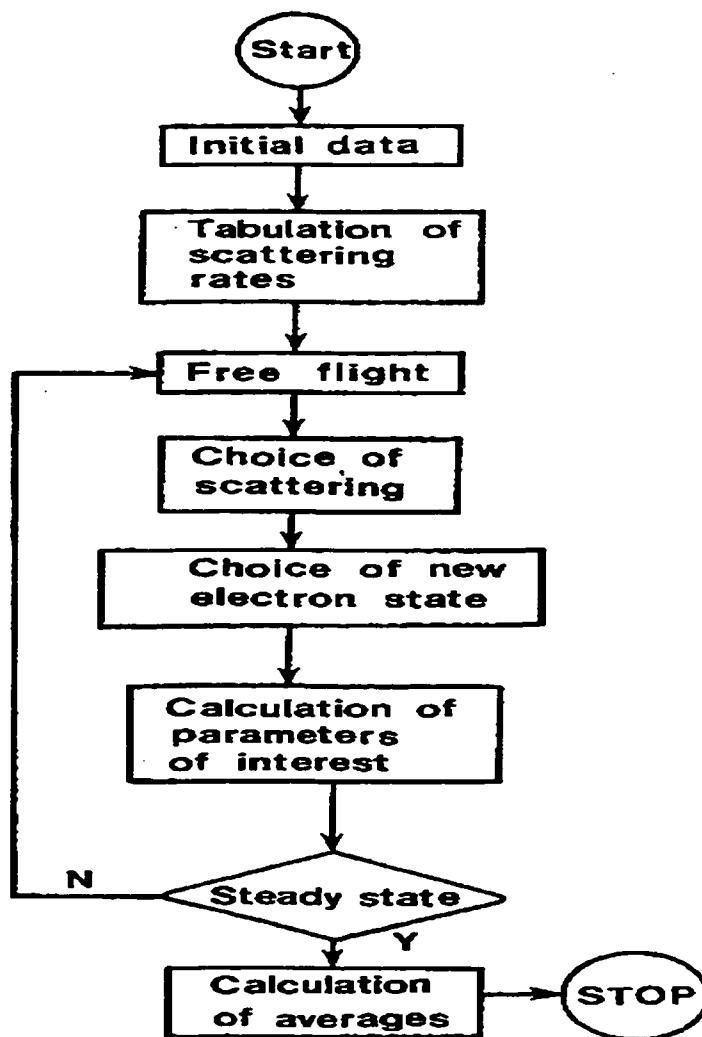 Start
Initial data
Tabulation of
scattering
rates
Free flight
Choice of
scattering
Choice of new
electron state
Calculation of
parameters
of interest
N
Steady state
Y
Calculation
of averages
STOP